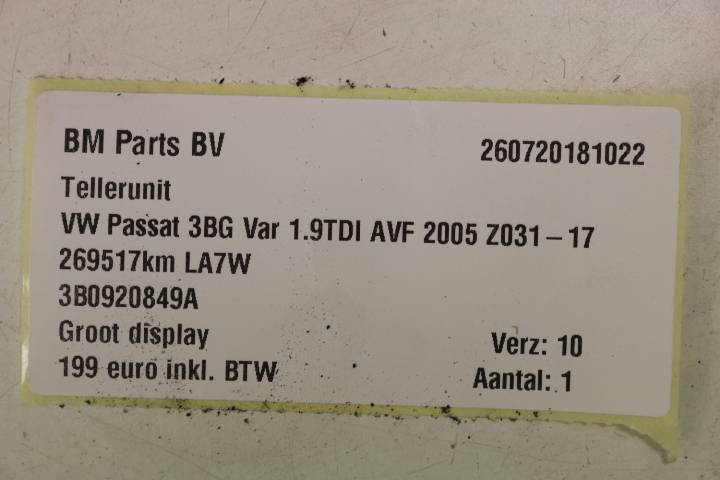 BM Parts BV 260720181022
Tellerunit
VW Passat 3BG Var 1.9TDI AVF 2005 Z031-17
269517km LA7W
3B0920849A
Groot display Verz: 10
199 euro inkl. BTW Aantal: 1